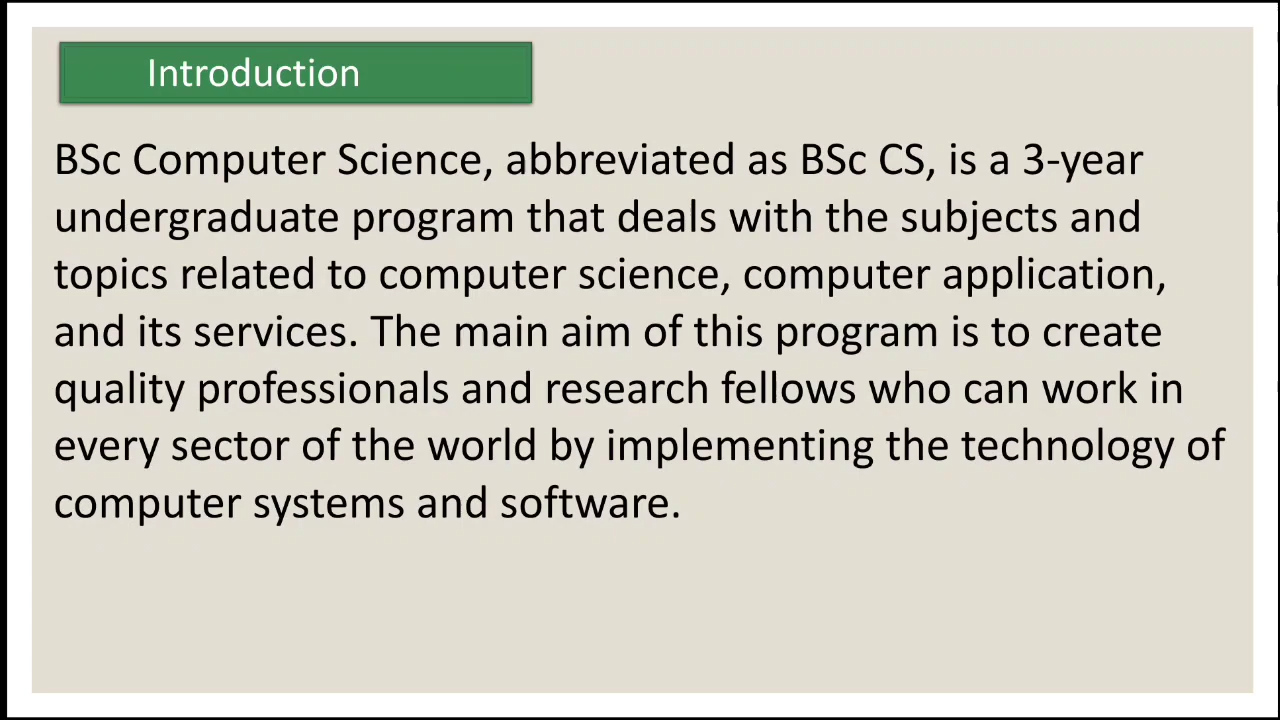 Introduction
BSc Computer Science, abbreviated as BSc CS, is a 3-year
undergraduate program that deals with the subjects and
topics related to computer science, computer application,
and its services. The main aim of this program is to create
quality professionals and research fellows who can work in
every sector of the world by implementing the technology of
computer systems and software.